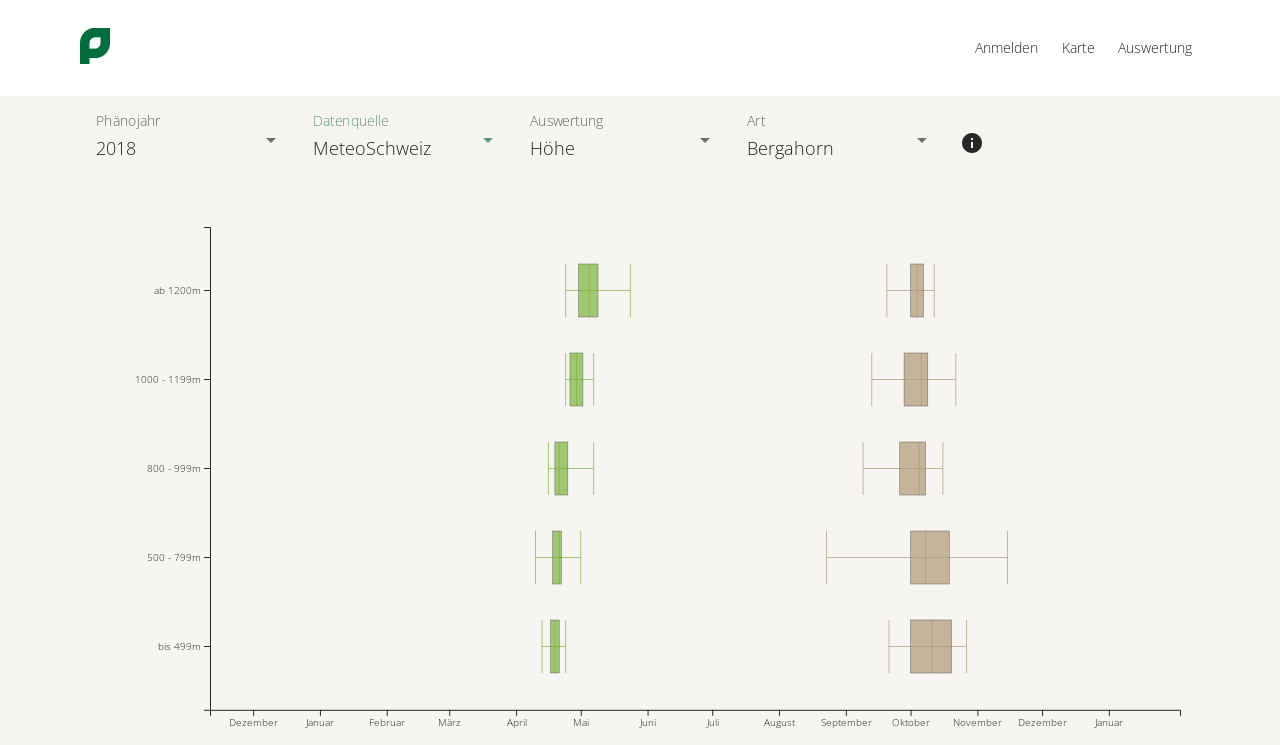 Anmelden Karte Auswertung
Phänojahr Datenquelle Auswertung Art
2018 MeteoSchweiz Höhe Bergahorn
ab 1200m
1000 - 1199m
800 - 999m
500 - 799m
bis 499m
Dezember Januar Februar März April Mai Juni Juli August September Oktober November Dezember Januar